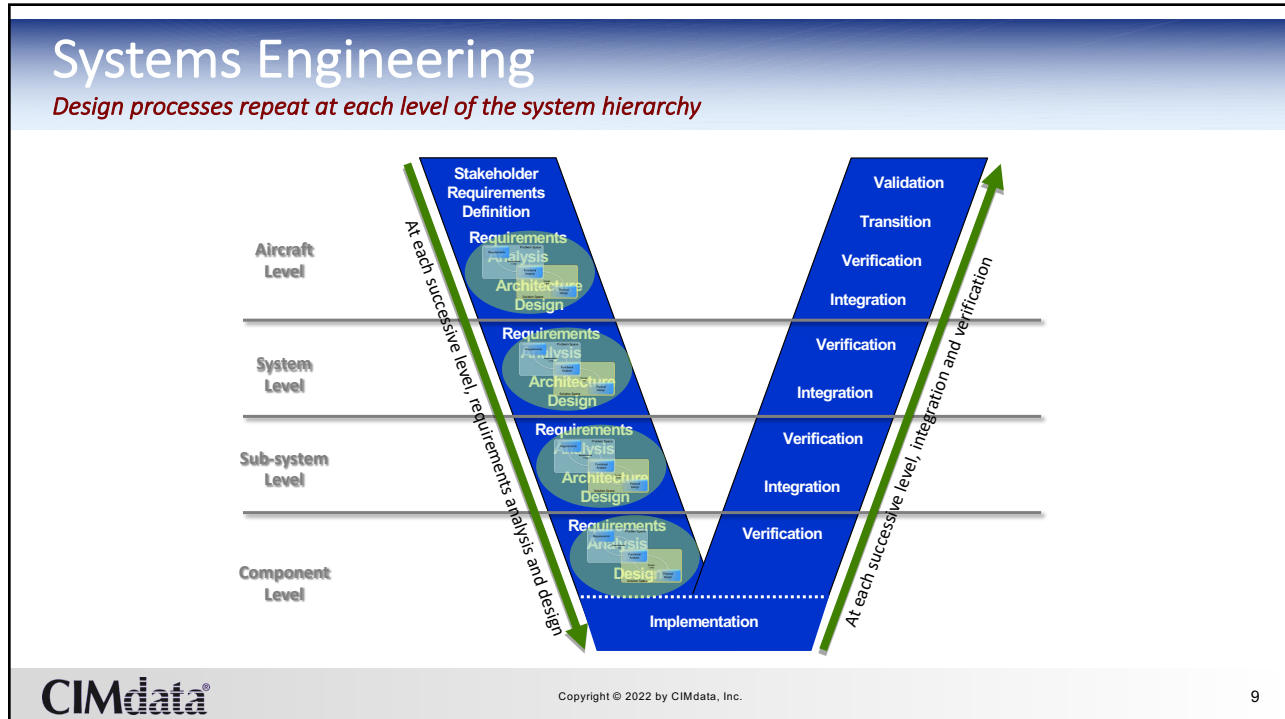 Systems Engineering
Design processes repeat at each level of the system hierarchy
Aircraft
Level
System
Level
Sub-system
Level
Component
Level
At each successive level, requirements analysis and design
Stakeholder
Requirements
Definition
Requirements
Analysis
Architecture
Design
Requirements
Analysis
Architecture
Design
Requirements
Analysis
Architecture
Design
Requirements
Analysis
Design
Implementation
Validation
Transition
Verification
Integration
Verification
Integration
Verification
Integration
Verification
At each successive level, integration and verification
CIMdata®
Copyright © 2022 by CIMdata, Inc.
9